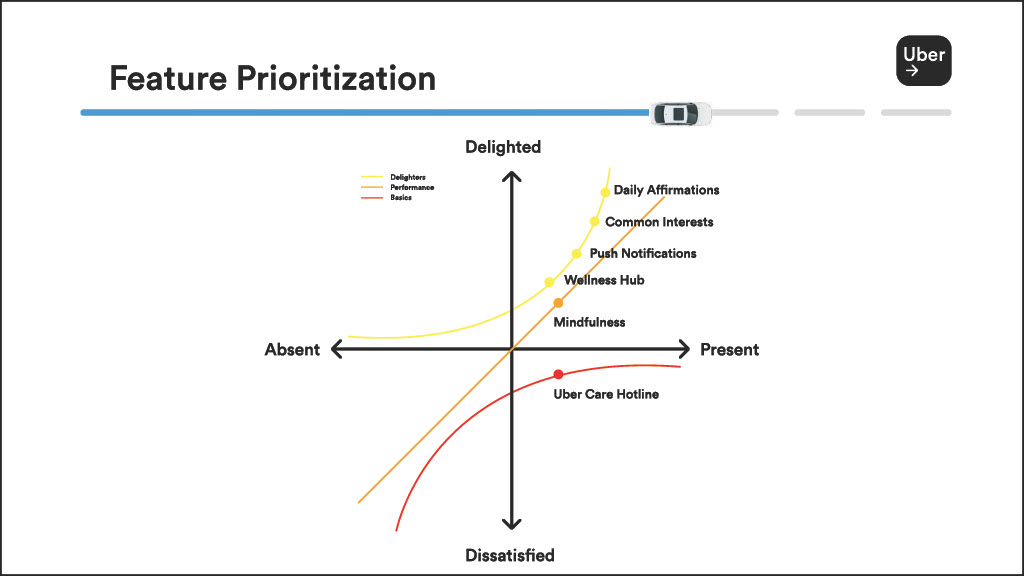 Uber
Feature Prioritization
Delighted
Delighters
Performance
Basics
Daily Affirmations
Common Interests
Push Notifications
Wellness Hub
Mindfulness
Absent
Present
Uber Care Hotline
Dissatisfied